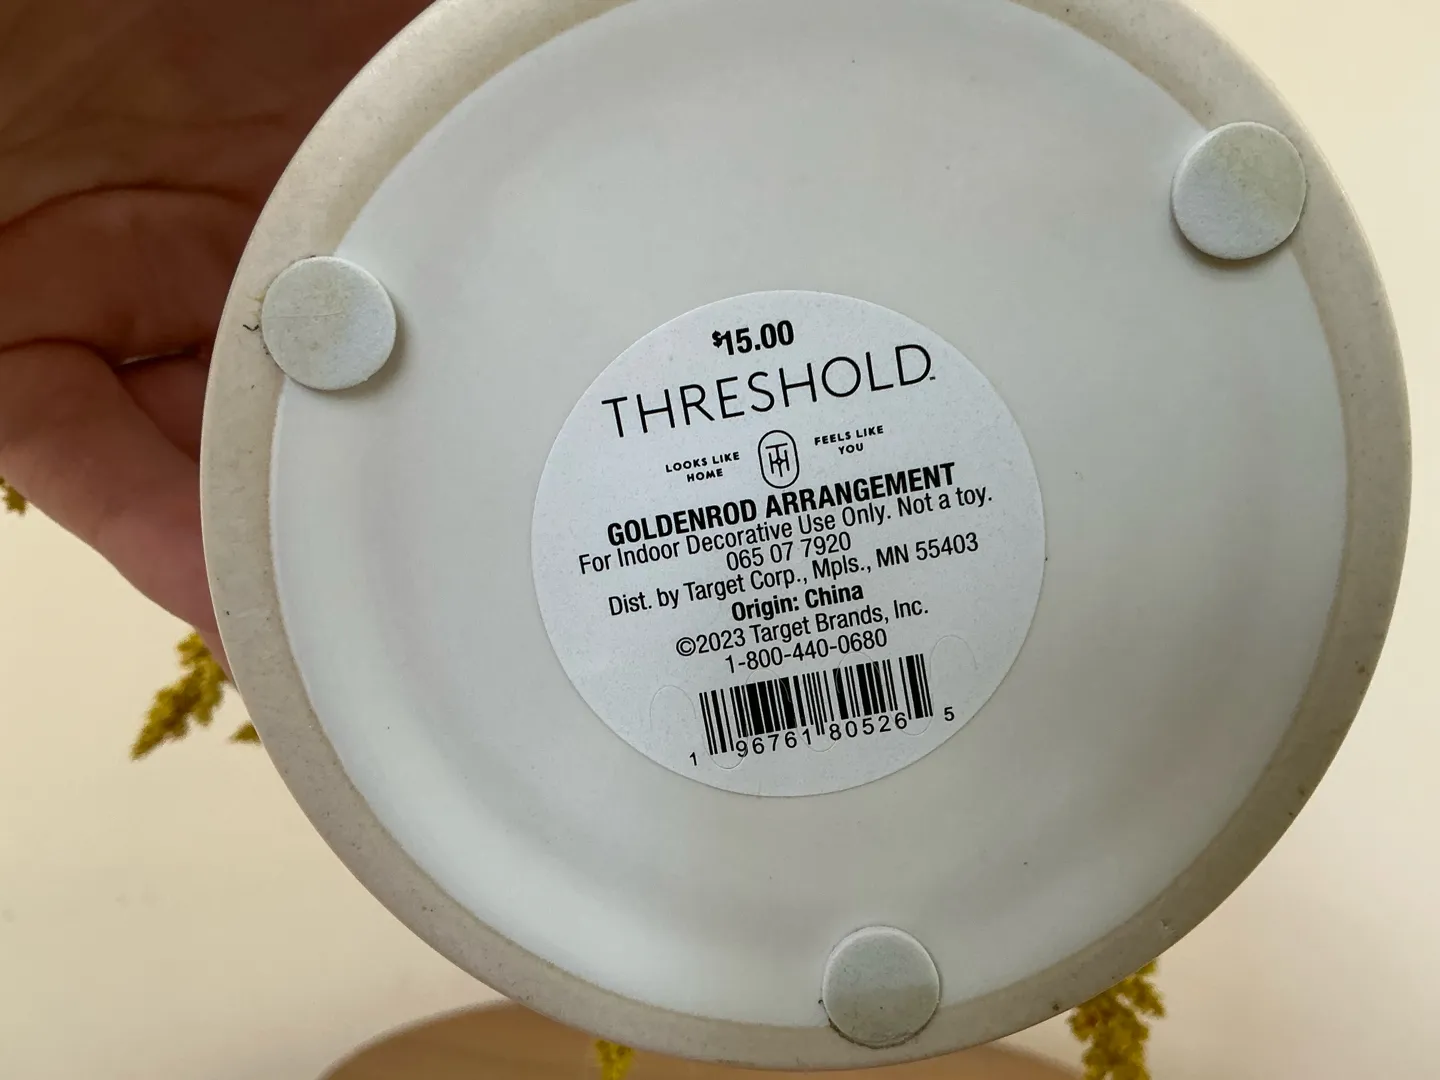 $15.00
THRESHOLD™
LOOKS LIKE HOME
TH
FEELS LIKE YOU
GOLDENROD ARRANGEMENT
For Indoor Decorative Use Only. Not a toy.
065 07 7920
Dist. by Target Corp., Mpls., MN 55403
Origin: China
©2023 Target Brands, Inc.
1-800-440-0680
1 96761 80526 5